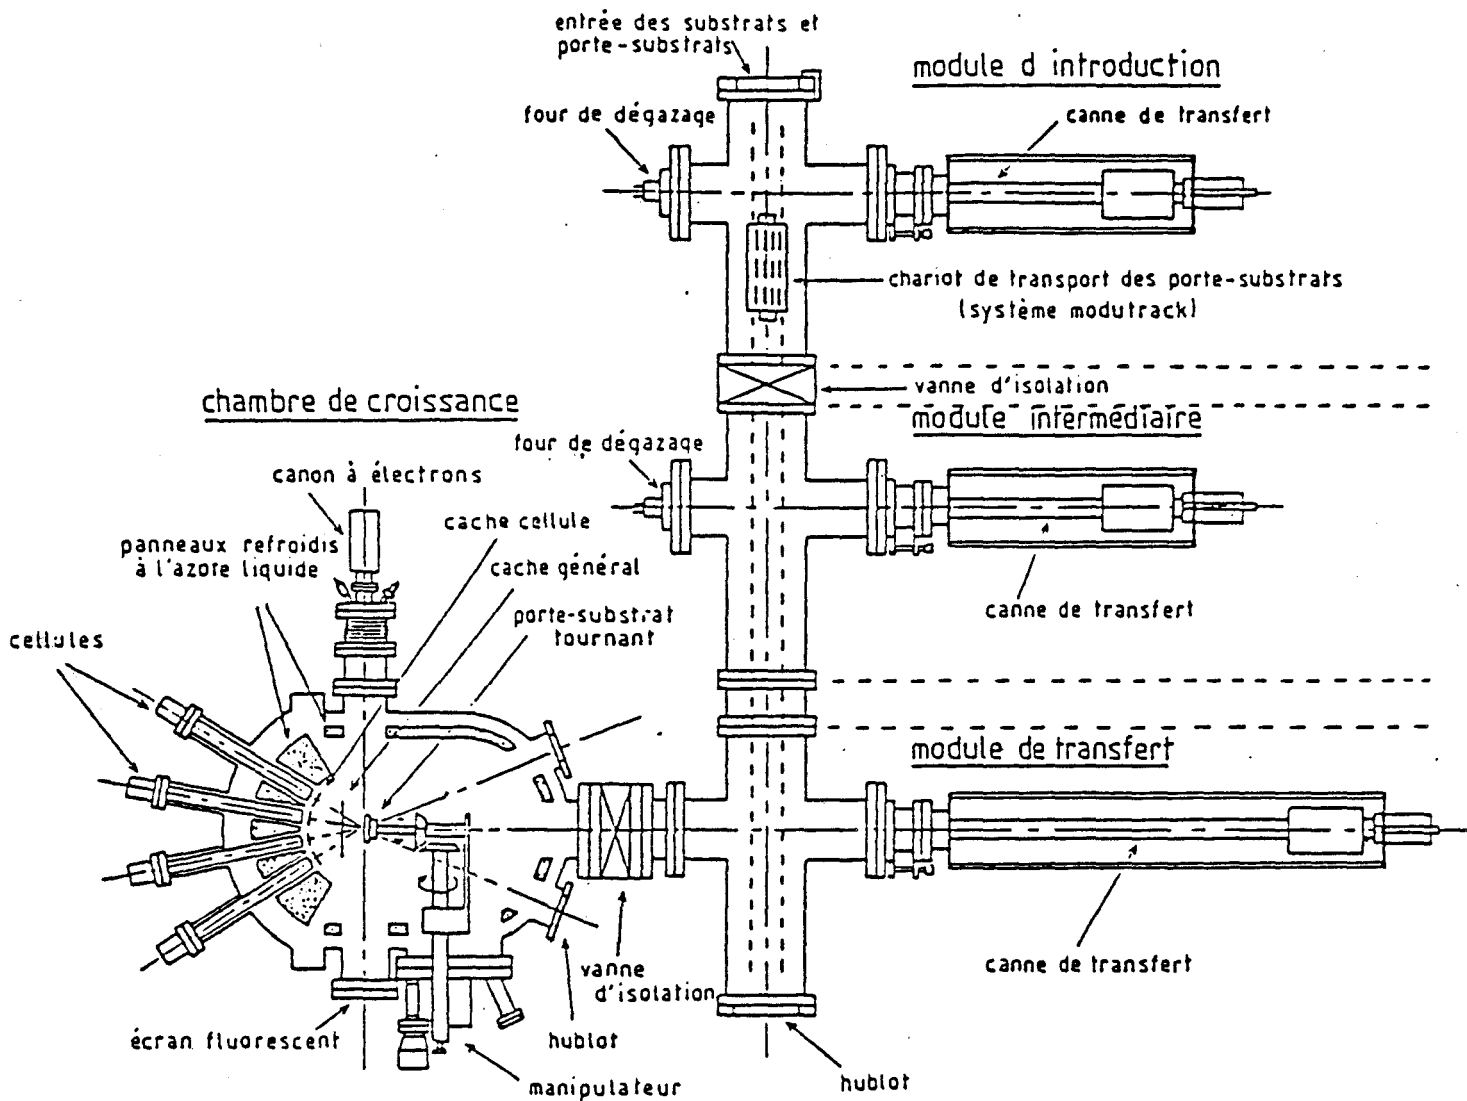 entrée des substrats et
porte-substrats
module d introduction
four de dégazage
canne de transfert
chariot de transport des porte-substrats
(système modutrack)
vanne d'isolation
chambre de croissance
module intermédiaire
four de dégazage
canon à électrons
cache cellule
panneaux refroidis
à l'azote liquide
cache général
porte-substrat
tournant
canne de transfert
cellules
module de transfert
vanne
d'isolation
canne de transfert
écran fluorescent
hublot
manipulateur
hublot